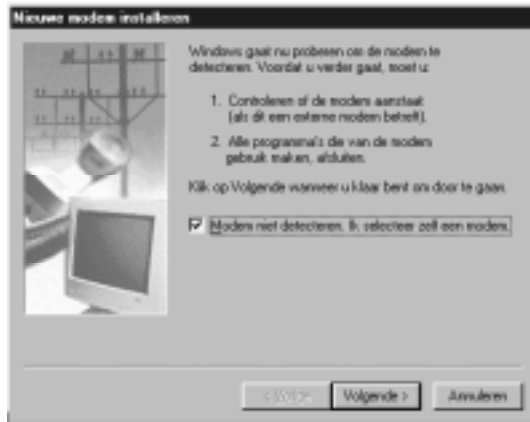 Nieuwe modem installeren
Windows gaat nu proberen om de modem te
detecteren. Voordat u verder gaat, moet u:
1. Controleren of de modem aanstaat
(als dit een externe modem betreft).
2. Alle programma's die van de modem
gebruik maken, afsluiten.
Klik op Volgende wanneer u klaar bent om door te gaan.
Modem niet detecteren. Ik selecteer zelf een modem.
< Vorige Volgende > Annuleren